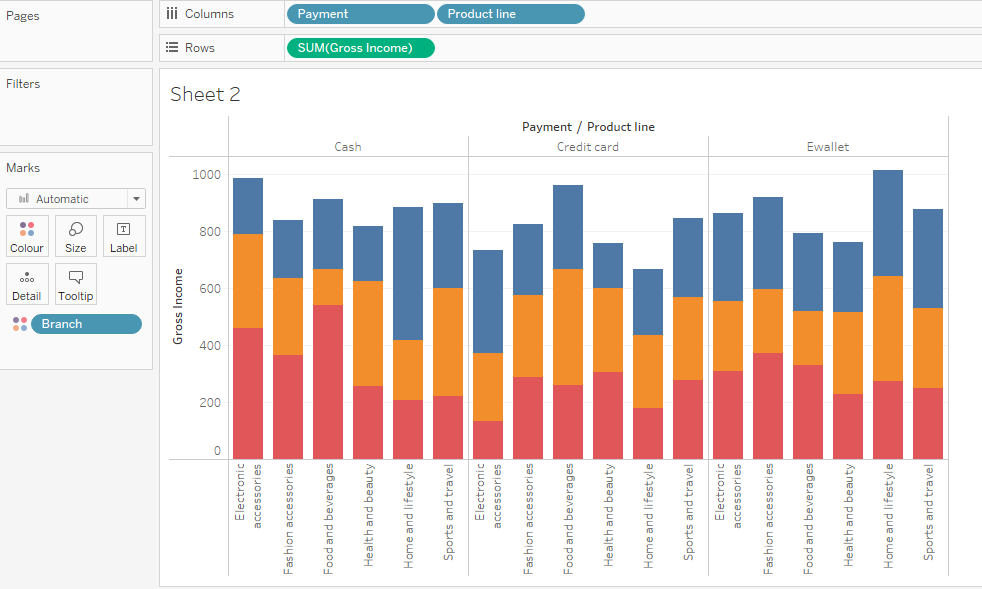 Pages
Columns
Payment
Product line
Rows
SUM(Gross Income)
Filters
Sheet 2
Marks
Automatic
Colour
Size
Label
Detail
Tooltip
Branch
Payment / Product line
Cash
Credit card
Ewallet
Gross Income
1000
800
600
400
200
0
Electronic
accessories
Fashion accessories
Food and beverages
Health and beauty
Home and lifestyle
Sports and travel
Electronic
accessories
Fashion accessories
Food and beverages
Health and beauty
Home and lifestyle
Sports and travel
Electronic
accessories
Fashion accessories
Food and beverages
Health and beauty
Home and lifestyle
Sports and travel